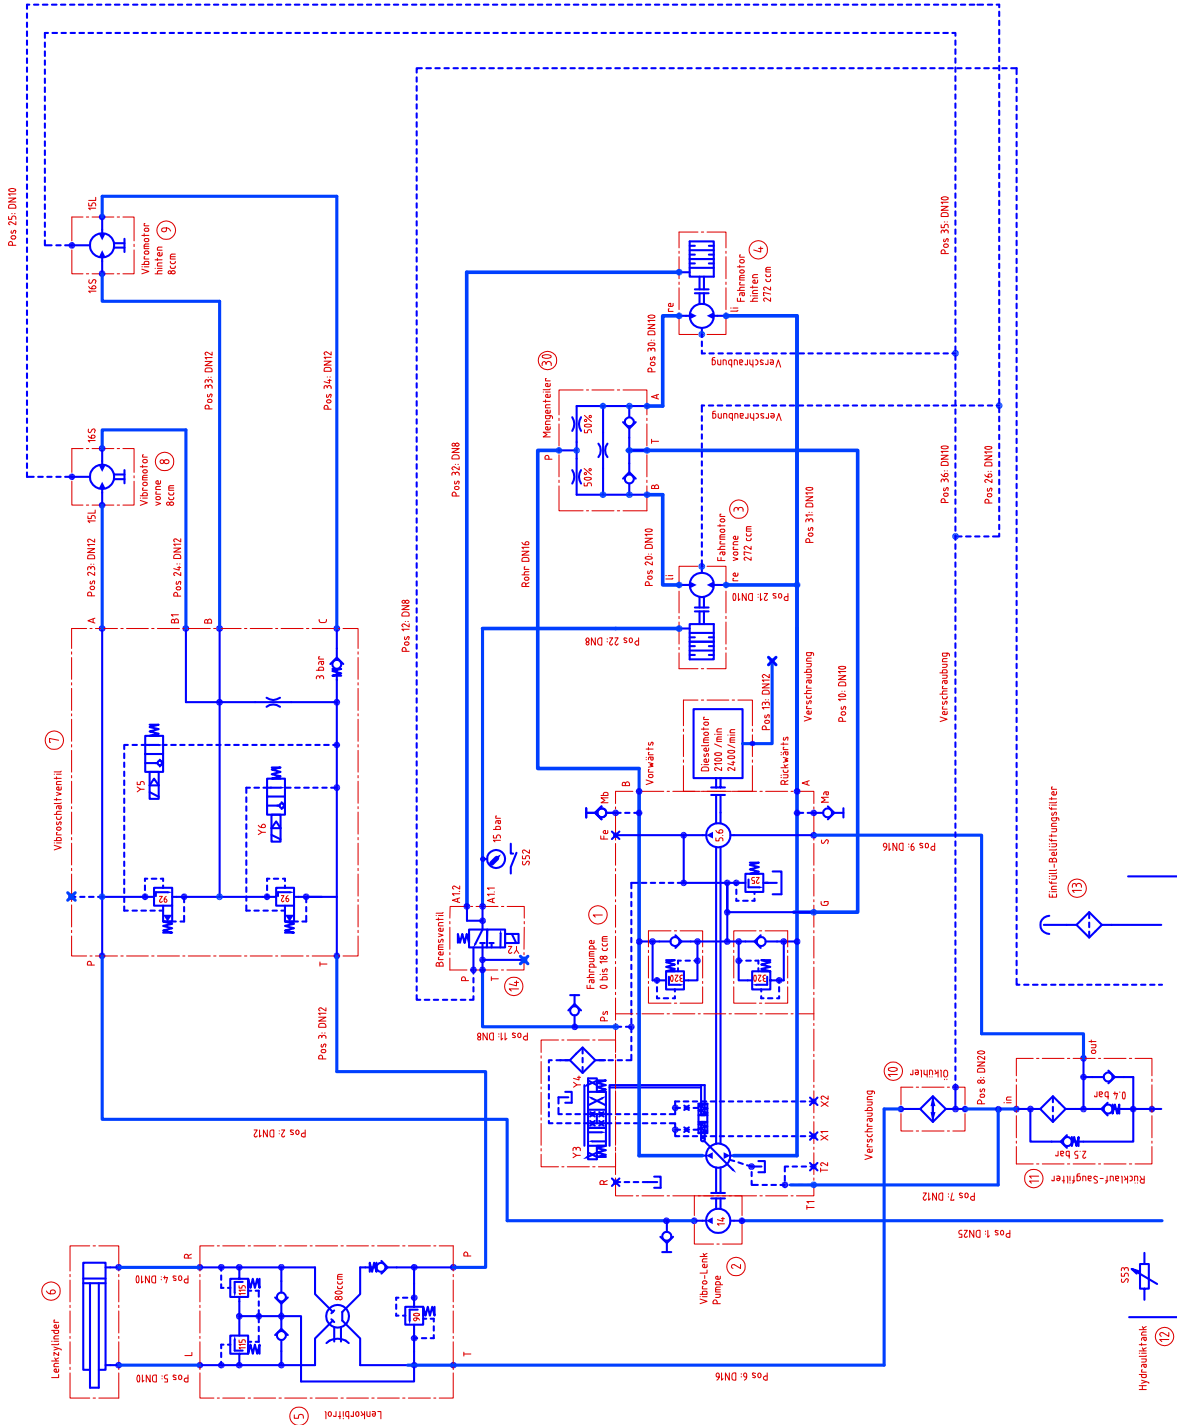 Pos 25: DN10
15L
16S
Vibromotor
hinten
8ccm
9
16S
15L
Vibromotor
vorne
8ccm
8
Pos 33: DN12
Pos 34: DN12
Pos 23: DN12
Pos 24: DN12
A
B1
B
C
3 bar
7
Vibroschaltventil
Y5
Y6
92
92
P
T
Pos 3: DN12
Pos 2: DN12
Pos 12: DN8
Pos 32: DN8
Rohr DN16
Mengenteiler
30
P
50%
50%
A
T
B
Pos 30: DN10
Pos 20: DN10
re
li
Fahrmotor
hinten
272 ccm
4
Verschraubung
Verschraubung
Pos 35: DN10
Pos 36: DN10
Pos 26: DN10
Fahrmotor
vorne
272 ccm
3
li
re
Pos 21: DN10
Pos 22: DN8
Pos 31: DN10
Pos 10: DN10
Verschraubung
Verschraubung
Pos 13: DN12
Dieselmotor
2100 /min
2400/min
Vorwärts
Rückwärts
B
A
Mb
Ma
Fe
S
5.6
25
G
Pos 9: DN16
15 bar
S52
A1.2
A1.1
Bremsventil
Y2
P
T
14
Pos 11: DN8
Fahrpumpe
0 bis 18 ccm
1
Ps
320
320
Y4
Y3
X2
X1
T2
T1
R
14
Vibro-Lenk
Pumpe
2
Pos 7: DN12
Pos 1: DN25
Verschraubung
10
Ölkühler
Pos 8: DN20
in
out
0.4 bar
2.5 bar
11
Rücklauf-Saugfilter
Einfüll-Belüftungsfilter
13
S53
Hydrauliktank
12
6
Lenkzylinder
Pos 4: DN10
Pos 5: DN10
R
L
115
115
80ccm
90
P
T
5
Lenkorbitrol
Pos 6: DN16